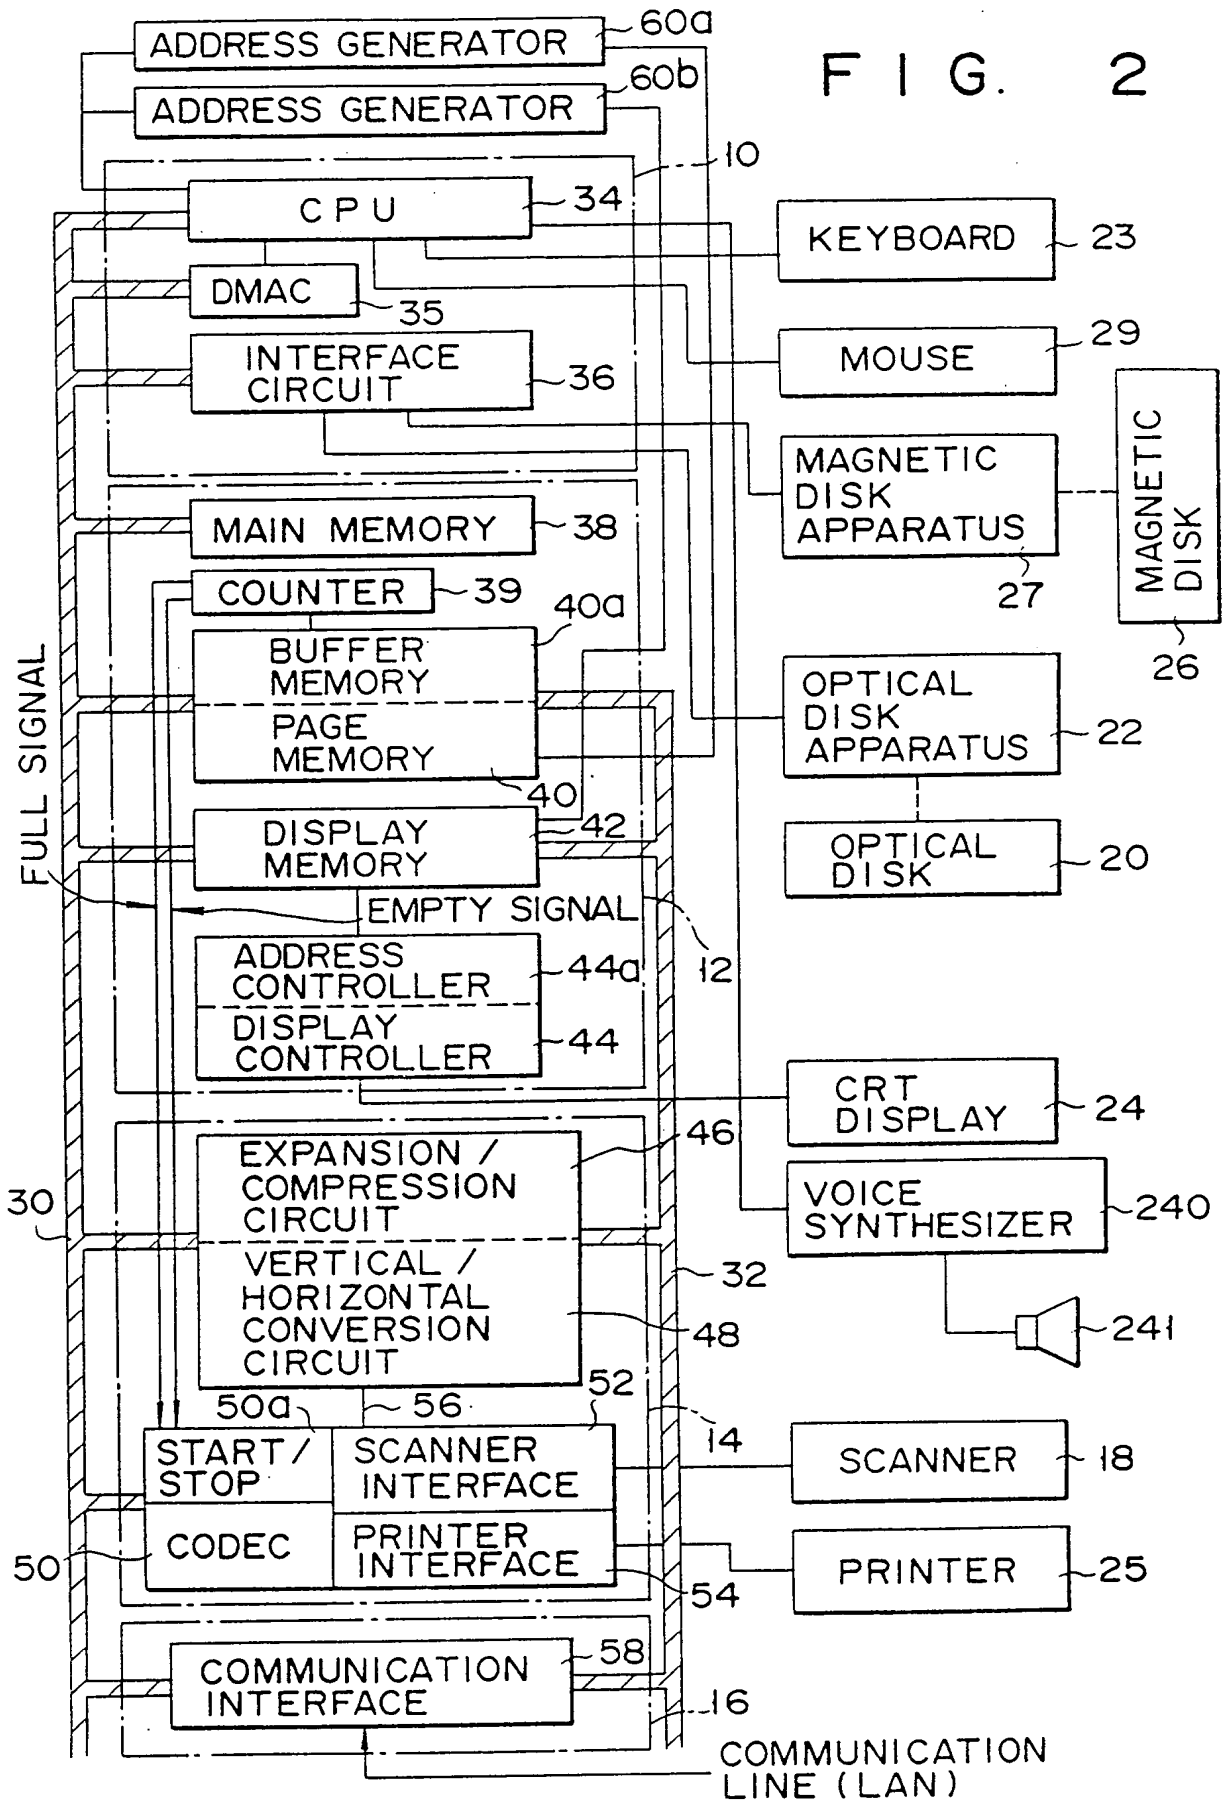 FIG. 2
ADDRESS GENERATOR
60a
ADDRESS GENERATOR
60b
10
CPU
34
KEYBOARD
23
DMAC
35
INTERFACE
CIRCUIT
36
MOUSE
29
MAGNETIC
DISK
APPARATUS
27
MAGNETIC
DISK
26
MAIN MEMORY
38
COUNTER
39
40a
BUFFER
MEMORY
PAGE
MEMORY
40
OPTICAL
DISK
APPARATUS
22
FULL SIGNAL
DISPLAY
MEMORY
42
OPTICAL
DISK
20
EMPTY SIGNAL
12
ADDRESS
CONTROLLER
44a
DISPLAY
CONTROLLER
44
CRT
DISPLAY
24
EXPANSION /
COMPRESSION
CIRCUIT
46
VOICE
SYNTHESIZER
240
30
32
VERTICAL /
HORIZONTAL
CONVERSION
CIRCUIT
48
241
50a
56
52
14
START /
STOP
SCANNER
INTERFACE
SCANNER
18
CODEC
50
PRINTER
INTERFACE
54
PRINTER
25
COMMUNICATION
INTERFACE
58
16
COMMUNICATION
LINE (LAN)